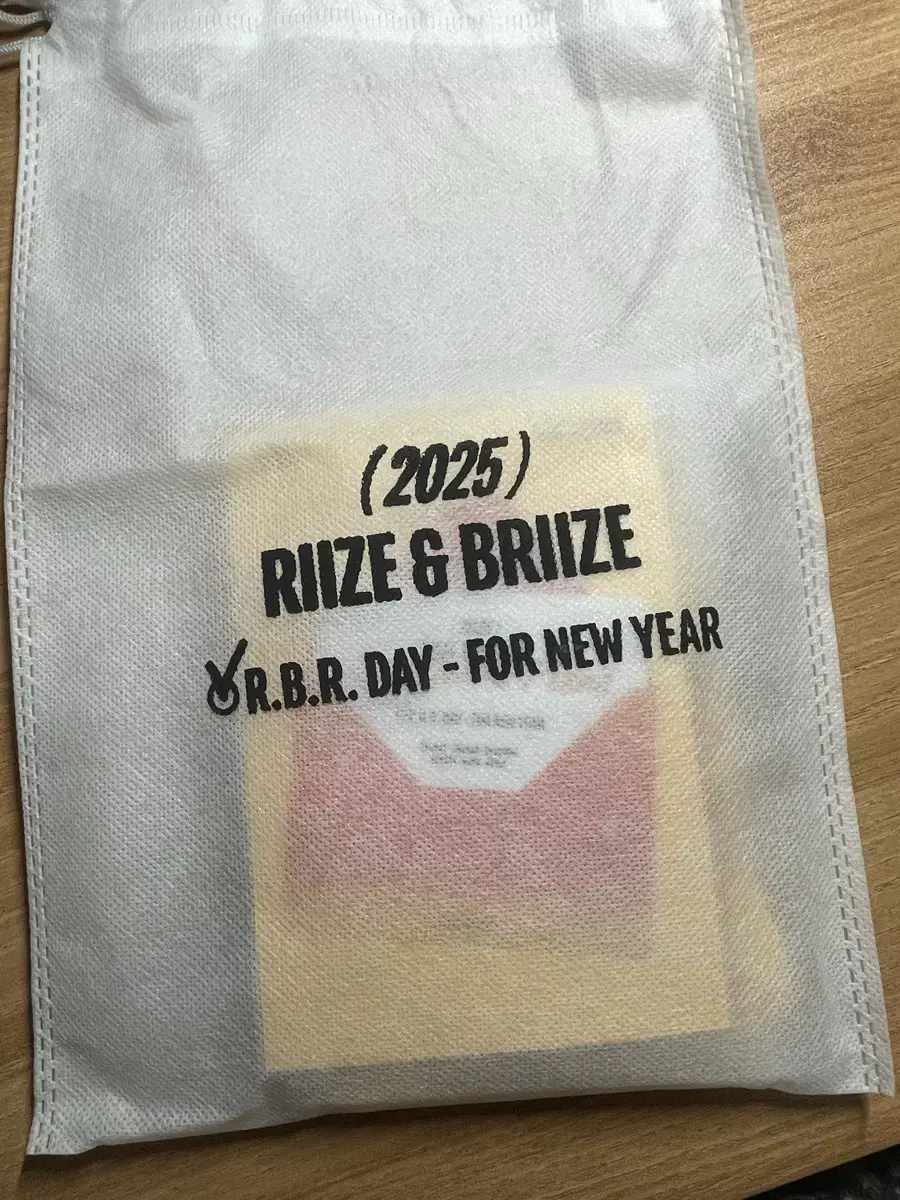 (2025)
RIIZE & BRIIZE
R.B.R. DAY - FOR NEW YEAR